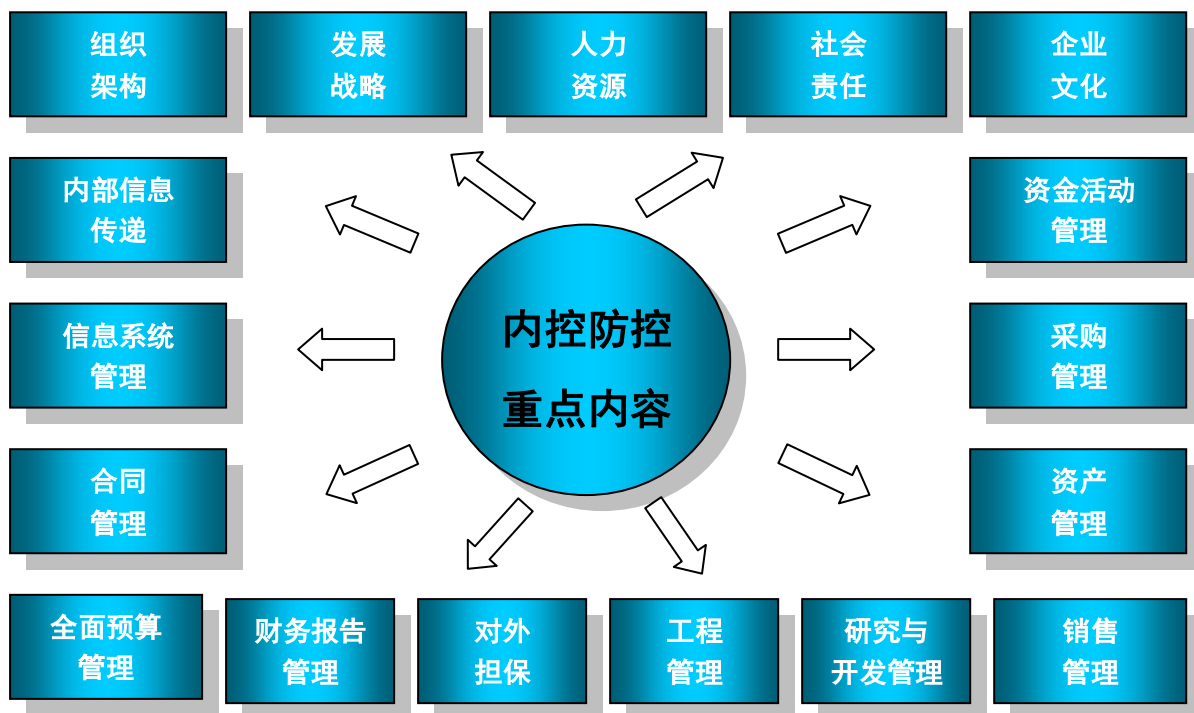 组织
架构
发展
战略
人力
资源
社会
责任
企业
文化
内部信息
传递
资金活动
管理
内控防控
重点内容
信息系统
管理
采购
管理
合同
管理
资产
管理
全面预算
管理
财务报告
管理
对外
担保
工程
管理
研究与
开发管理
销售
管理